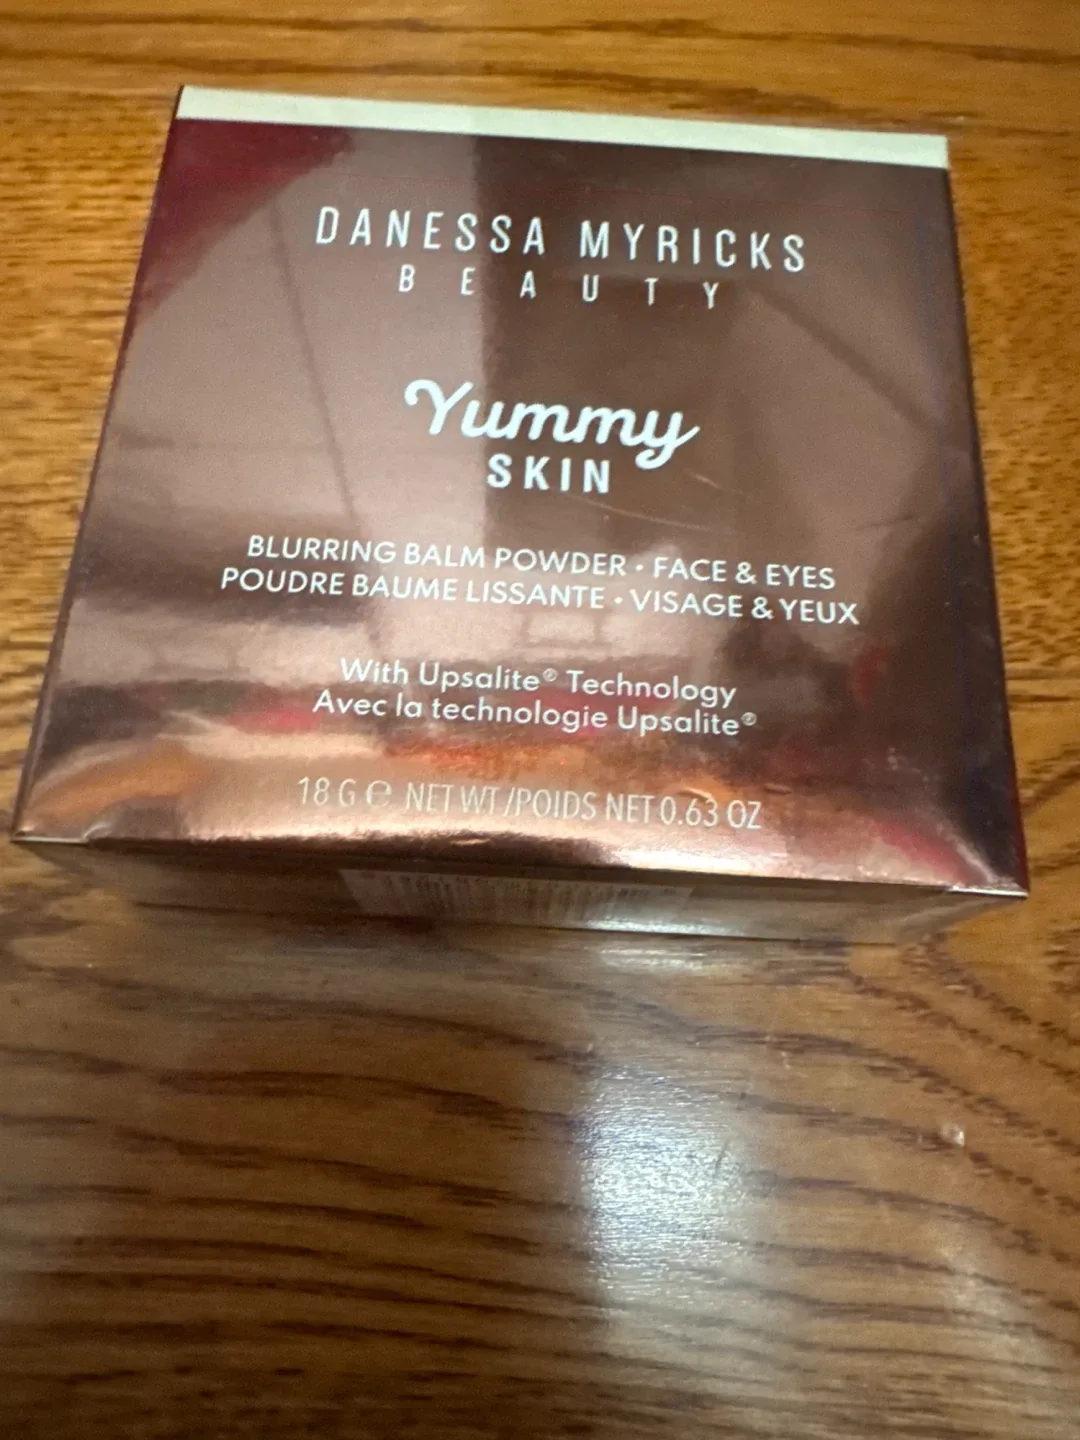 DANESSA MYRICKS
BEAUTY
Yummy
SKIN
BLURRING BALM POWDER • FACE & EYES
POUDRE BAUME LISSANTE • VISAGE & YEUX
With Upsalite® Technology
Avec la technologie Upsalite®
18 G ℮ NET WT/POIDS NET 0.63 OZ